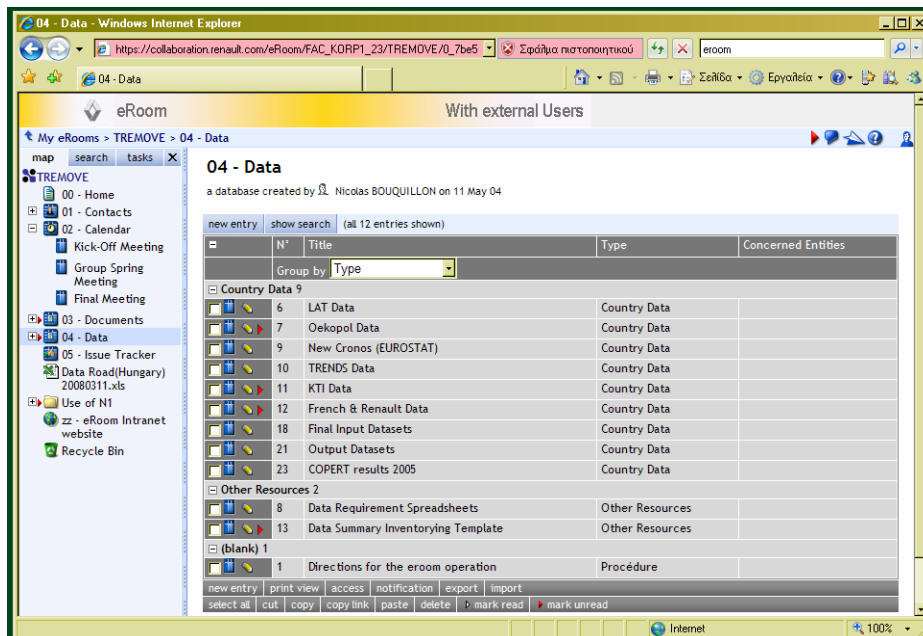 04 - Data - Windows Internet Explorer
https://collaboration.renault.com/eRoom/FAC_KORP1_23/TREMOVE/0_7be5 Σφάλμα πιστοποιητικού eroom
04 - Data Σελίδα Εργαλεία
eRoom With external Users
My eRooms > TREMOVE > 04 - Data
map search tasks X
TREMOVE
00 - Home
01 - Contacts
02 - Calendar
Kick-Off Meeting
Group Spring
Meeting
Final Meeting
03 - Documents
04 - Data
05 - Issue Tracker
Data Road(Hungary)
20080311.xls
Use of N1
zz - eRoom Intranet
website
Recycle Bin
04 - Data
a database created by Nicolas BOUQUILLON on 11 May 04
new entry show search (all 12 entries shown)
N° Title Type Concerned Entities
Group by Type
Country Data 9
6 LAT Data Country Data
7 Oekopol Data Country Data
9 New Cronos (EUROSTAT) Country Data
10 TRENDS Data Country Data
11 KTI Data Country Data
12 French & Renault Data Country Data
18 Final Input Datasets Country Data
21 Output Datasets Country Data
23 COPERT results 2005 Country Data
Other Resources 2
8 Data Requirement Spreadsheets Other Resources
13 Data Summary Inventorying Template Other Resources
(blank) 1
1 Directions for the eroom operation Procédure
new entry print view access notification export import
select all cut copy copy link paste delete mark read mark unread
Internet 100%